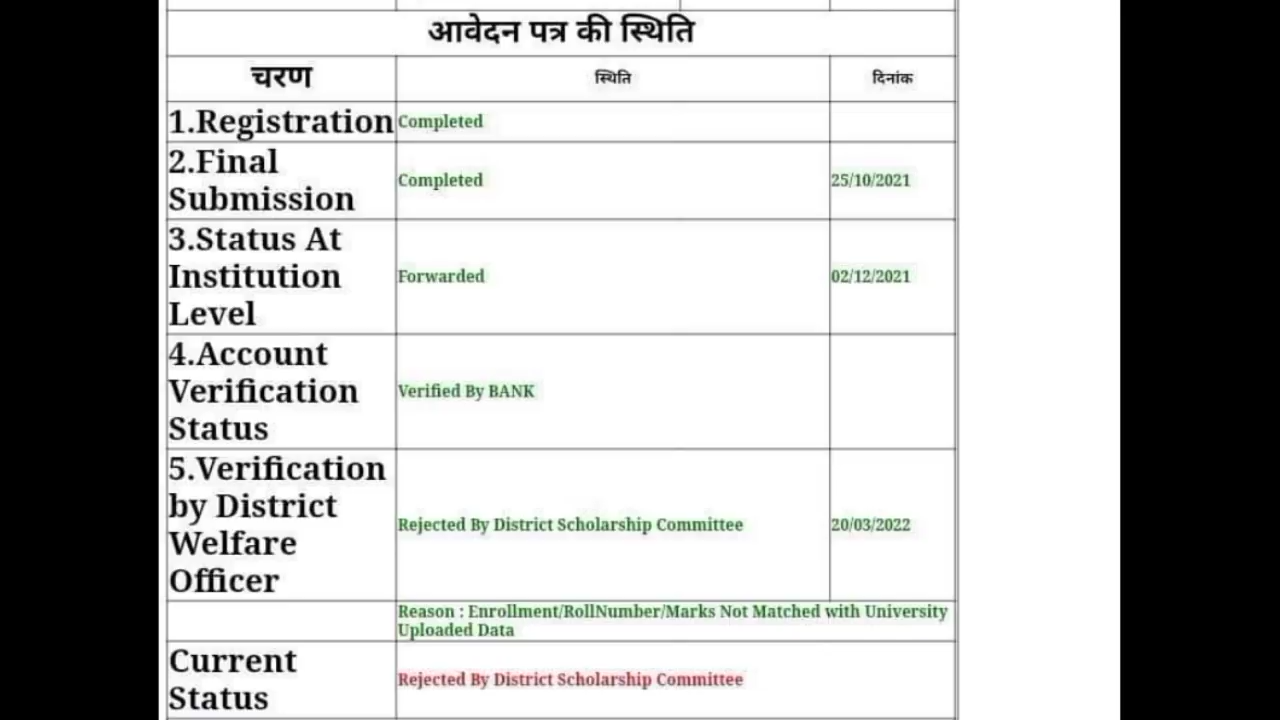 आवेदन पत्र की स्थिति
चरण स्थिति दिनांक
1.Registration Completed
2.Final
Submission
Completed
25/10/2021
3.Status At
Institution
Level
Forwarded
02/12/2021
4.Account
Verification
Status
Verified By BANK
5.Verification
by District
Welfare
Officer
Rejected By District Scholarship Committee
20/03/2022
Reason : Enrollment/RollNumber/Marks Not Matched with University
Uploaded Data
Current
Status
Rejected By District Scholarship Committee